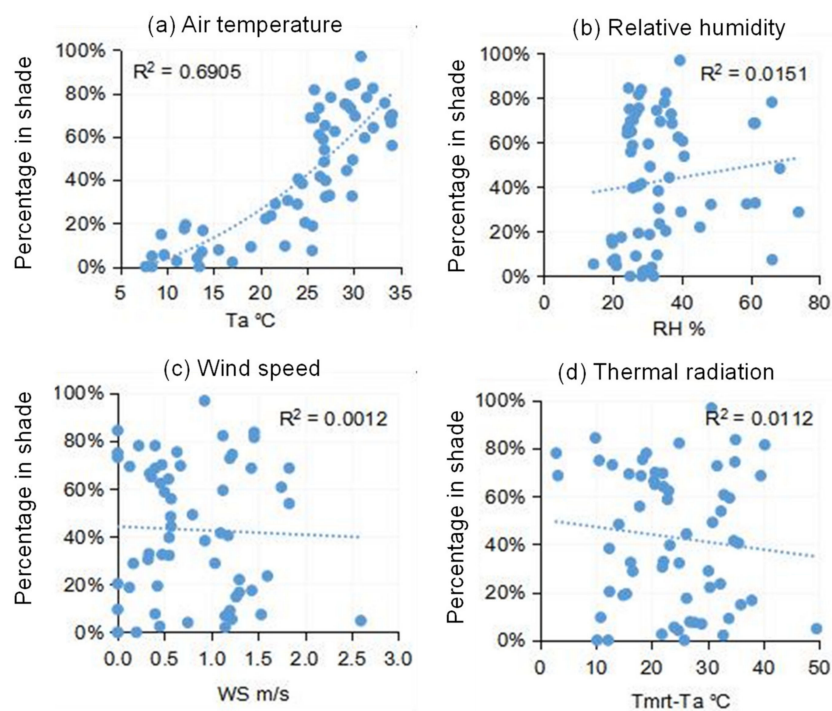 (a) Air temperature
Percentage in shade
100%
80%
60%
40%
20%
0%
R² = 0.6905
5 10 15 20 25 30 35
Ta ºC
(b) Relative humidity
Percentage in shade
100%
80%
60%
40%
20%
0%
R² = 0.0151
0 20 40 60 80
RH %
(c) Wind speed
Percentage in shade
100%
80%
60%
40%
20%
0%
R² = 0.0012
0.0 0.5 1.0 1.5 2.0 2.5 3.0
WS m/s
(d) Thermal radiation
Percentage in shade
100%
80%
60%
40%
20%
0%
R² = 0.0112
0 10 20 30 40 50
Tmrt-Ta ºC